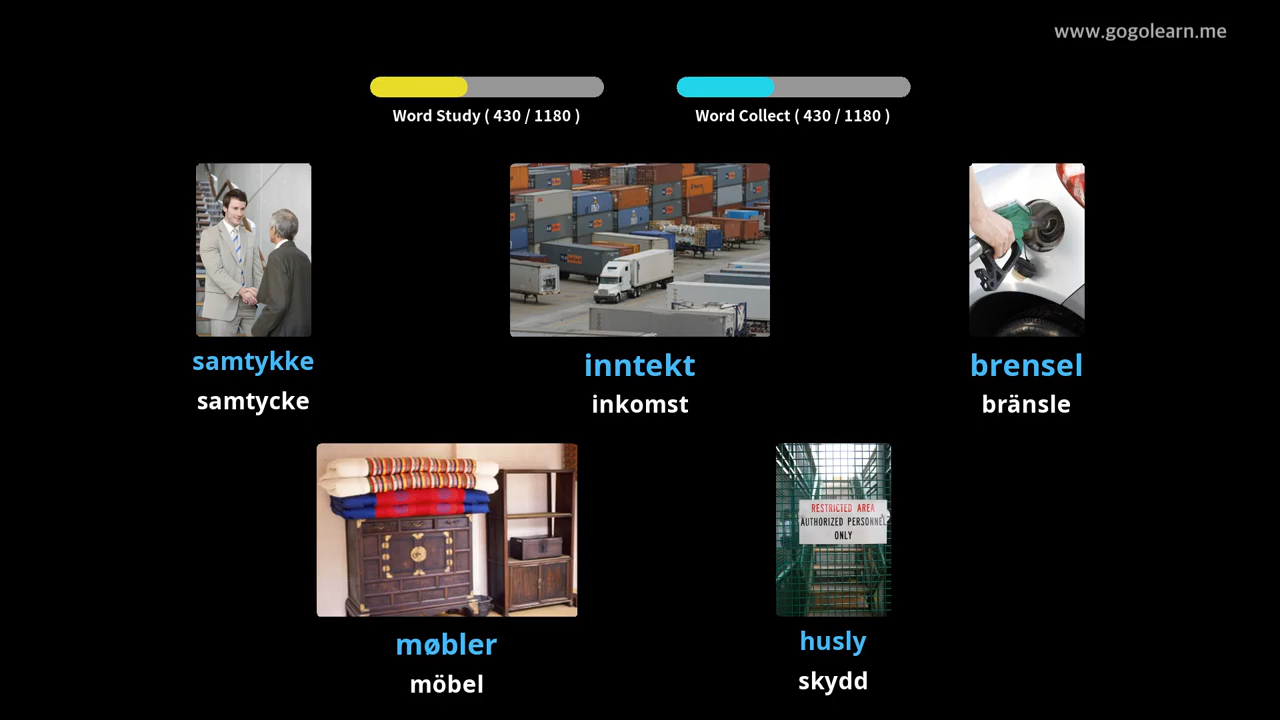 www.gogolearn.me
Word Study ( 430 / 1180 )
Word Collect ( 430 / 1180 )
samtykke
samtycke
inntekt
inkomst
brensel
bränsle
RESTRICTED AREA
AUTHORIZED PERSONNEL
ONLY
møbler
möbel
husly
skydd